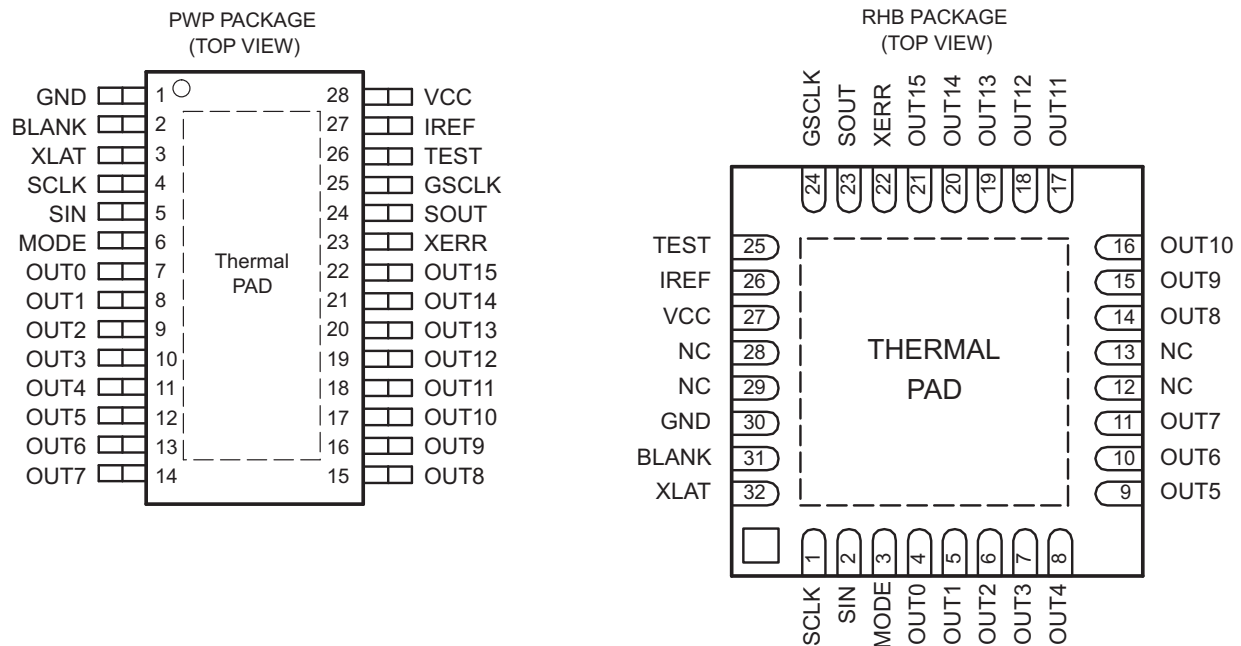 PWP PACKAGE
(TOP VIEW)
GND 1 28 VCC
BLANK 2 27 IREF
XLAT 3 26 TEST
SCLK 4 25 GSCLK
SIN 5 24 SOUT
MODE 6 23 XERR
OUT0 7 22 OUT15
OUT1 8 21 OUT14
OUT2 9 20 OUT13
OUT3 10 19 OUT12
OUT4 11 18 OUT11
OUT5 12 17 OUT10
OUT6 13 16 OUT9
OUT7 14 15 OUT8
Thermal
PAD
RHB PACKAGE
(TOP VIEW)
GSCLK SOUT XERR OUT15 OUT14 OUT13 OUT12 OUT11
24 23 22 21 20 19 18 17
TEST 25 16 OUT10
IREF 26 15 OUT9
VCC 27 14 OUT8
NC 28 13 NC
NC 29 12 NC
GND 30 11 OUT7
BLANK 31 10 OUT6
XLAT 32 9 OUT5
THERMAL
PAD
1 2 3 4 5 6 7 8
SCLK SIN MODE OUT0 OUT1 OUT2 OUT3 OUT4